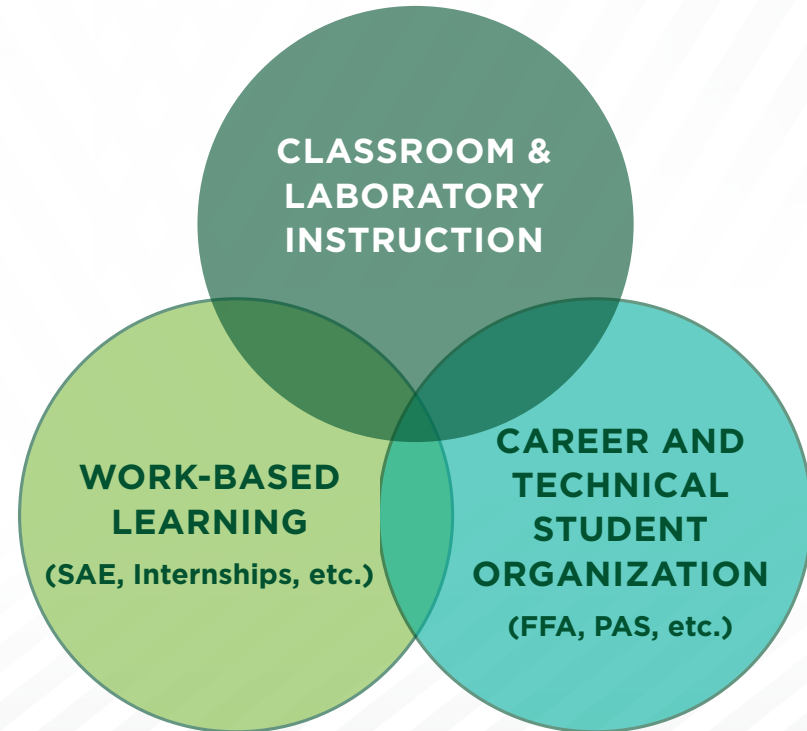 CLASSROOM &
LABORATORY
INSTRUCTION
WORK-BASED
LEARNING
(SAE, Internships, etc.)
CAREER AND
TECHNICAL
STUDENT
ORGANIZATION
(FFA, PAS, etc.)